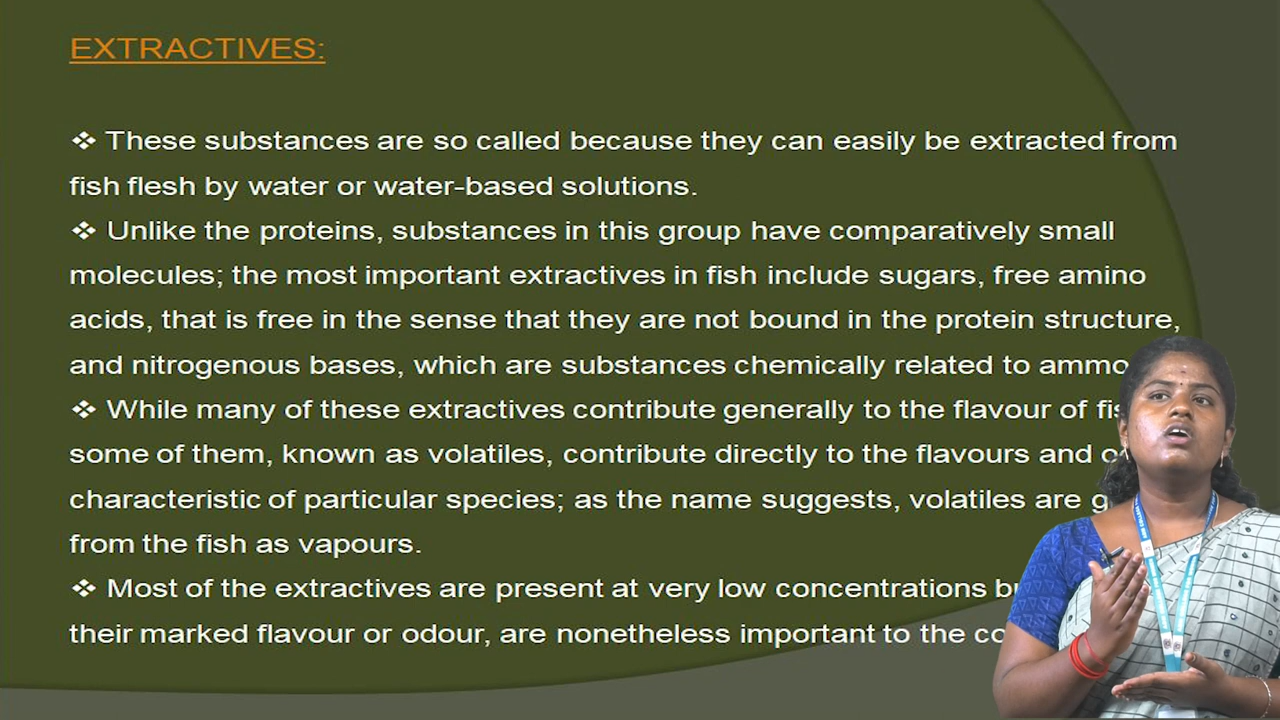 EXTRACTIVES:
❖ These substances are so called because they can easily be extracted from
fish flesh by water or water-based solutions.
❖ Unlike the proteins, substances in this group have comparatively small
molecules; the most important extractives in fish include sugars, free amino
acids, that is free in the sense that they are not bound in the protein structure,
and nitrogenous bases, which are substances chemically related to
❖ While many of these extractives contribute generally to the flavour of
some of them, known as volatiles, contribute directly to the flavours and
characteristic of particular species; as the name suggests, volatiles are
from the fish as vapours.
❖ Most of the extractives are present at very low concentrations
their marked flavour or odour, are nonetheless important to the